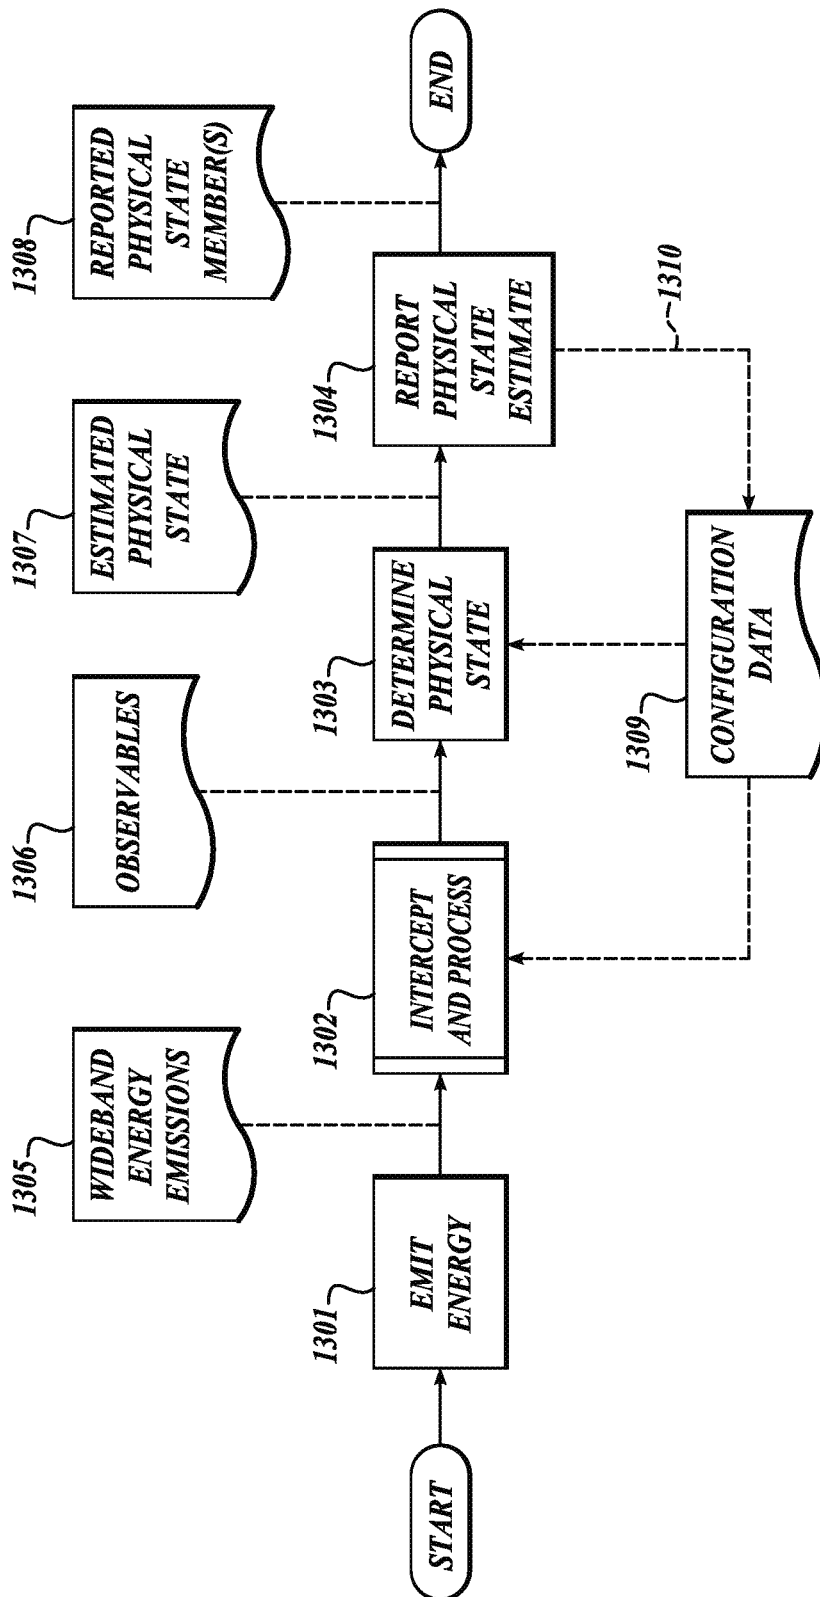 1305
WIDEBAND
ENERGY
EMISSIONS
1306
OBSERVABLES
1307
ESTIMATED
PHYSICAL
STATE
1308
REPORTED
PHYSICAL
STATE
MEMBER(S)
START
1301
EMIT
ENERGY
1302
INTERCEPT
AND PROCESS
1303
DETERMINE
PHYSICAL
STATE
1304
REPORT
PHYSICAL
STATE
ESTIMATE
END
1309
CONFIGURATION
DATA
1310